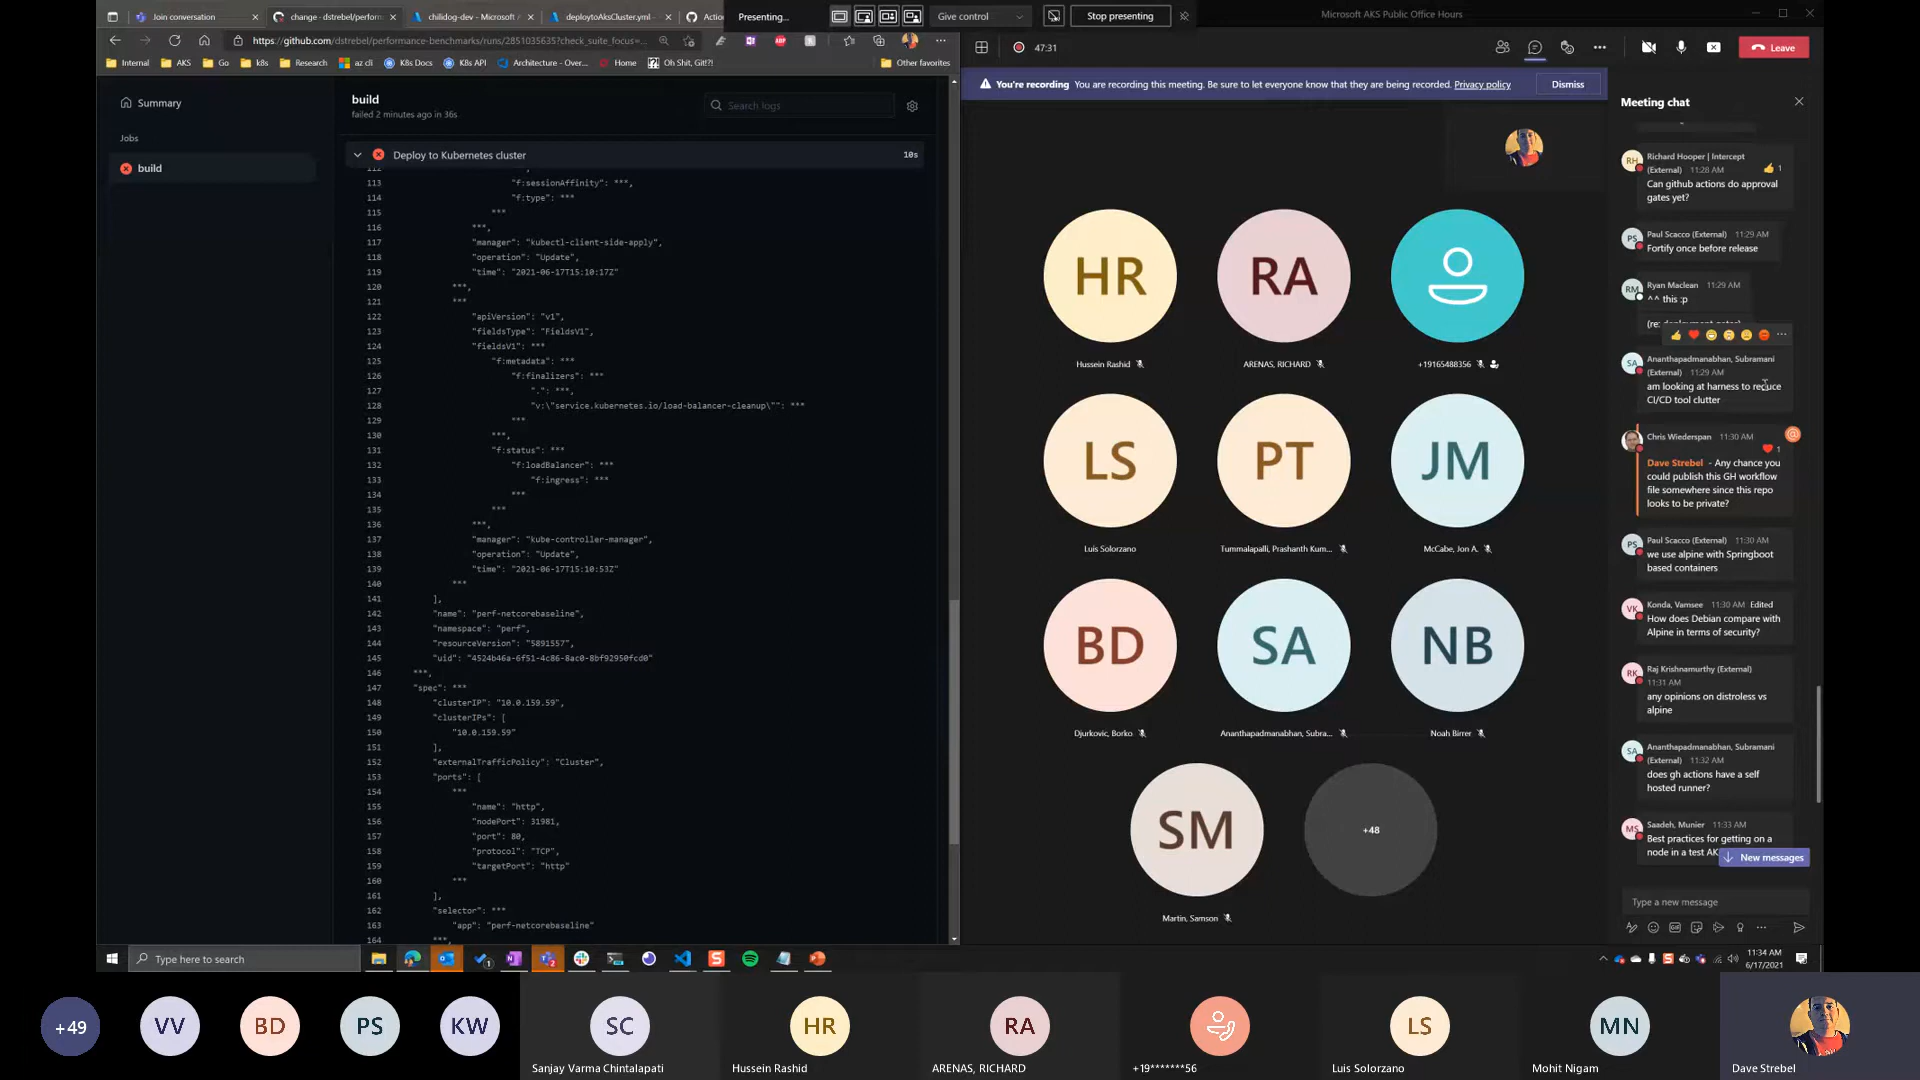 Join conversation
change · dstrebel/perform
chilidog-dev - Microsoft A
deploytoAksCluster.yml -
Actio
Presenting...
Give control
Stop presenting
Microsoft AKS Public Office Hours
https://github.com/dstrebel/performance-benchmarks/runs/2851035635?check_suite_focus=...
47:31
Leave
Internal
AKS
Go
k8s
Research
az cli
K8s Docs
K8s API
Architecture - Over...
Home
Oh Shit, Git!?!
Other favorites
You're recording You are recording this meeting. Be sure to let everyone know that they are being recorded. Privacy policy
Dismiss
Summary
Jobs
build
build
failed 2 minutes ago in 36s
Search logs
Deploy to Kubernetes cluster
10s
112
113 "f:sessionAffinity": ***,
114 "f:type": ***
115 ***
116 ***,
117 "manager": "kubectl-client-side-apply",
118 "operation": "Update",
119 "time": "2021-06-17T15:10:17Z"
120 ***,
121 ***
122 "apiVersion": "v1",
123 "fieldsType": "FieldsV1",
124 "fieldsV1": ***
125 "f:metadata": ***
126 "f:finalizers": ***
127 ".": ***,
128 "v:\"service.kubernetes.io/load-balancer-cleanup\"": ***
129 ***
130 ***,
131 "f:status": ***
132 "f:loadBalancer": ***
133 "f:ingress": ***
134 ***
135 ***
136 ***,
137 "manager": "kube-controller-manager",
138 "operation": "Update",
139 "time": "2021-06-17T15:10:53Z"
140 ***
141 ],
142 "name": "perf-netcorebaseline",
143 "namespace": "perf",
144 "resourceVersion": "5891557",
145 "uid": "4524b46a-6f51-4c86-8ac0-8bf92950fcd0"
146 ***,
147 "spec": ***
148 "clusterIP": "10.0.159.59",
149 "clusterIPs": [
150 "10.0.159.59"
151 ],
152 "externalTrafficPolicy": "Cluster",
153 "ports": [
154 ***
155 "name": "http",
156 "nodePort": 31981,
157 "port": 80,
158 "protocol": "TCP",
159 "targetPort": "http"
160 ***
161 ],
162 "selector": ***
163 "app": "perf-netcorebaseline"
164 ***,
HR
Hussein Rashid
RA
ARENAS, RICHARD
+19165488356
LS
Luis Solorzano
PT
Tummalapalli, Prashanth Kum...
JM
McCabe, Jon A.
BD
Djurkovic, Borko
SA
Ananthapadmanabhan, Subra...
NB
Noah Birrer
SM
Martin, Samson
+48
Meeting chat
RH
Richard Hooper | Intercept
(External) 11:28 AM
1
Can github actions do approval
gates yet?
PS
Paul Scacco (External) 11:29 AM
Fortify once before release
RM
Ryan Maclean 11:29 AM
^^ this :p
SA
Ananthapadmanabhan, Subramani
(External) 11:29 AM
am looking at harness to reduce
CI/CD tool clutter
Chris Wiederspan 11:30 AM
1
Dave Strebel - Any chance you
could publish this GH workflow
file somewhere since this repo
looks to be private?
PS
Paul Scacco (External) 11:30 AM
we use alpine with Springboot
based containers
VK
Konda, Vamsee 11:30 AM Edited
How does Debian compare with
Alpine in terms of security?
RK
Raj Krishnamurthy (External)
11:31 AM
any opinions on distroless vs
alpine
SA
Ananthapadmanabhan, Subramani
(External) 11:32 AM
does gh actions have a self
hosted runner?
MS
Saadeh, Munier 11:33 AM
Best practices for getting on a
node in a test AK
New messages
Type a new message
Type here to search
11:34 AM
6/17/2021
+49
VV
BD
PS
KW
SC
Sanjay Varma Chintalapati
HR
Hussein Rashid
RA
ARENAS, RICHARD
+19*******56
LS
Luis Solorzano
MN
Mohit Nigam
Dave Strebel